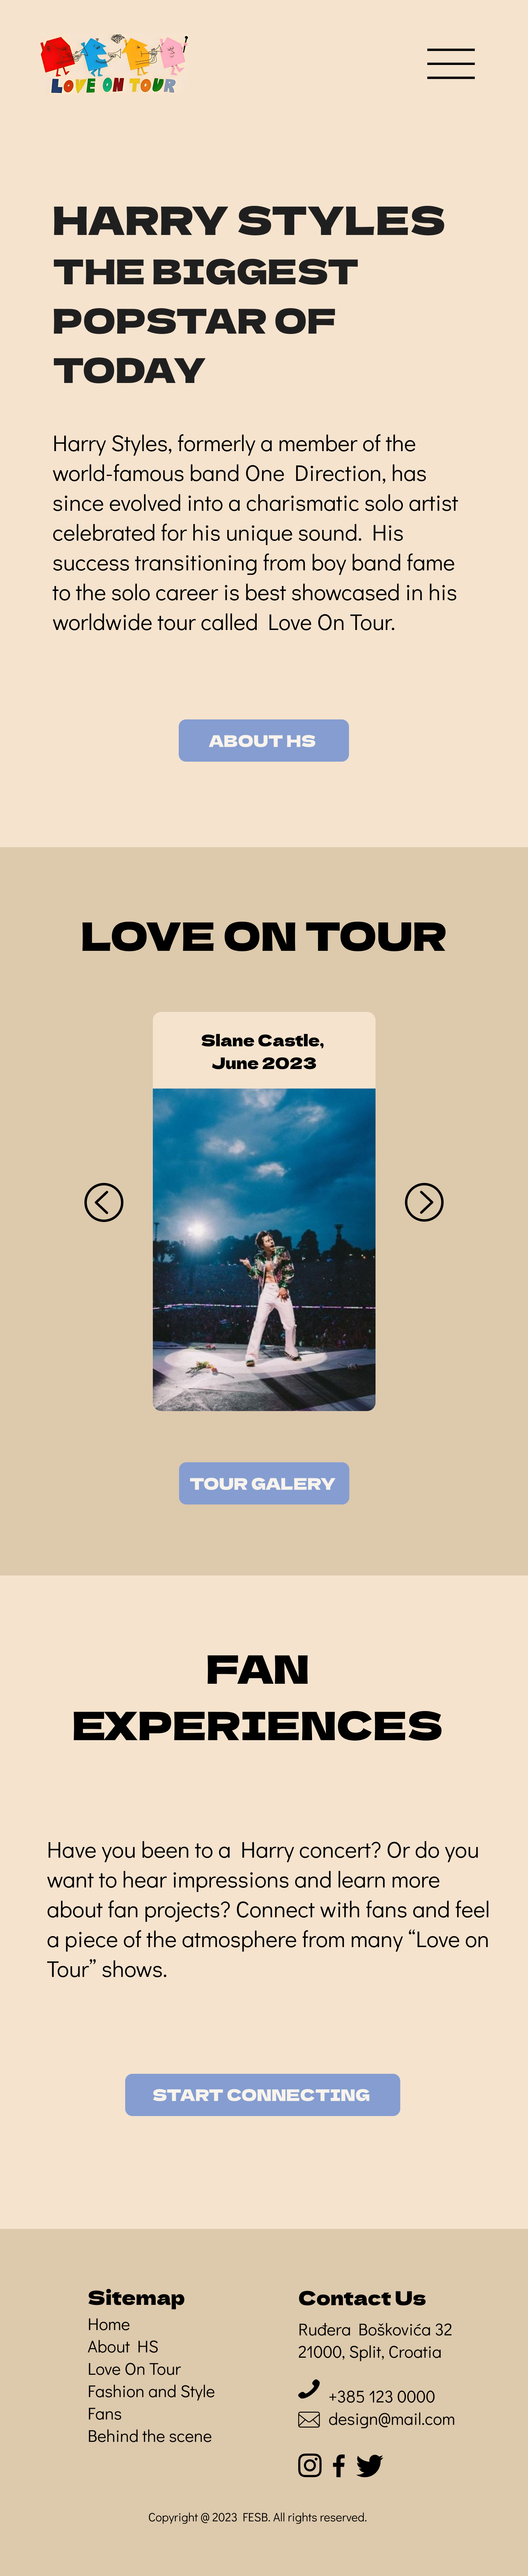 LOVE ON TOUR
HARRY STYLES
THE BIGGEST
POPSTAR OF
TODAY
Harry Styles, formerly a member of the
world-famous band One Direction, has
since evolved into a charismatic solo artist
celebrated for his unique sound. His
success transitioning from boy band fame
to the solo career is best showcased in his
worldwide tour called Love On Tour.
ABOUT HS
LOVE ON TOUR
Slane Castle,
June 2023
TOUR GALERY
FAN
EXPERIENCES
Have you been to a Harry concert? Or do you
want to hear impressions and learn more
about fan projects? Connect with fans and feel
a piece of the atmosphere from many “Love on
Tour” shows.
START CONNECTING
Sitemap
Home
About HS
Love On Tour
Fashion and Style
Fans
Behind the scene
Contact Us
Ruđera Boškovića 32
21000, Split, Croatia
+385 123 0000
design@mail.com
Copyright @ 2023 FESB. All rights reserved.